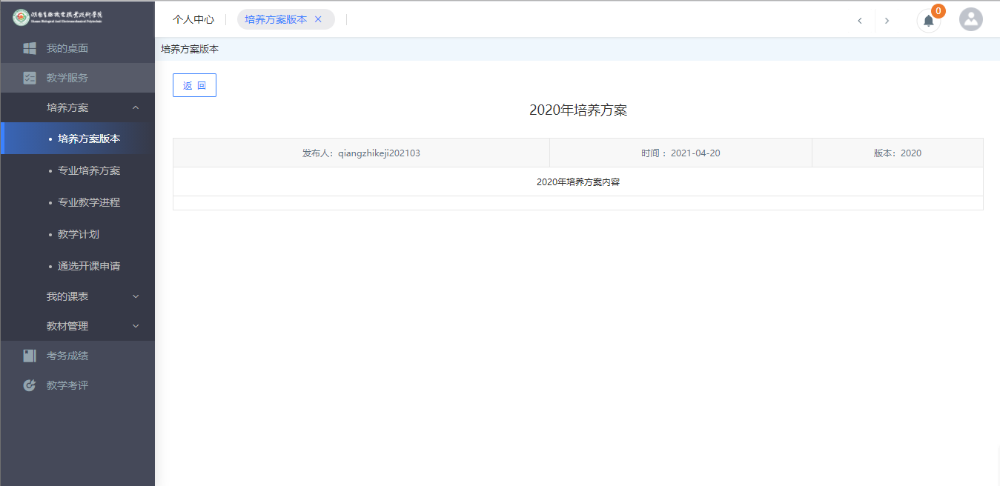 湖南生物机电职业技术学院
Hunan Biological And Electromechanical Polytechnic
个人中心
培养方案版本
0
我的桌面
教学服务
培养方案
培养方案版本
专业培养方案
专业教学进程
教学计划
通选开课申请
我的课表
教材管理
考务成绩
教学考评
培养方案版本
返 回
2020年培养方案
发布人：qiangzhikeji202103
时间 ：2021-04-20
版本：2020
2020年培养方案内容